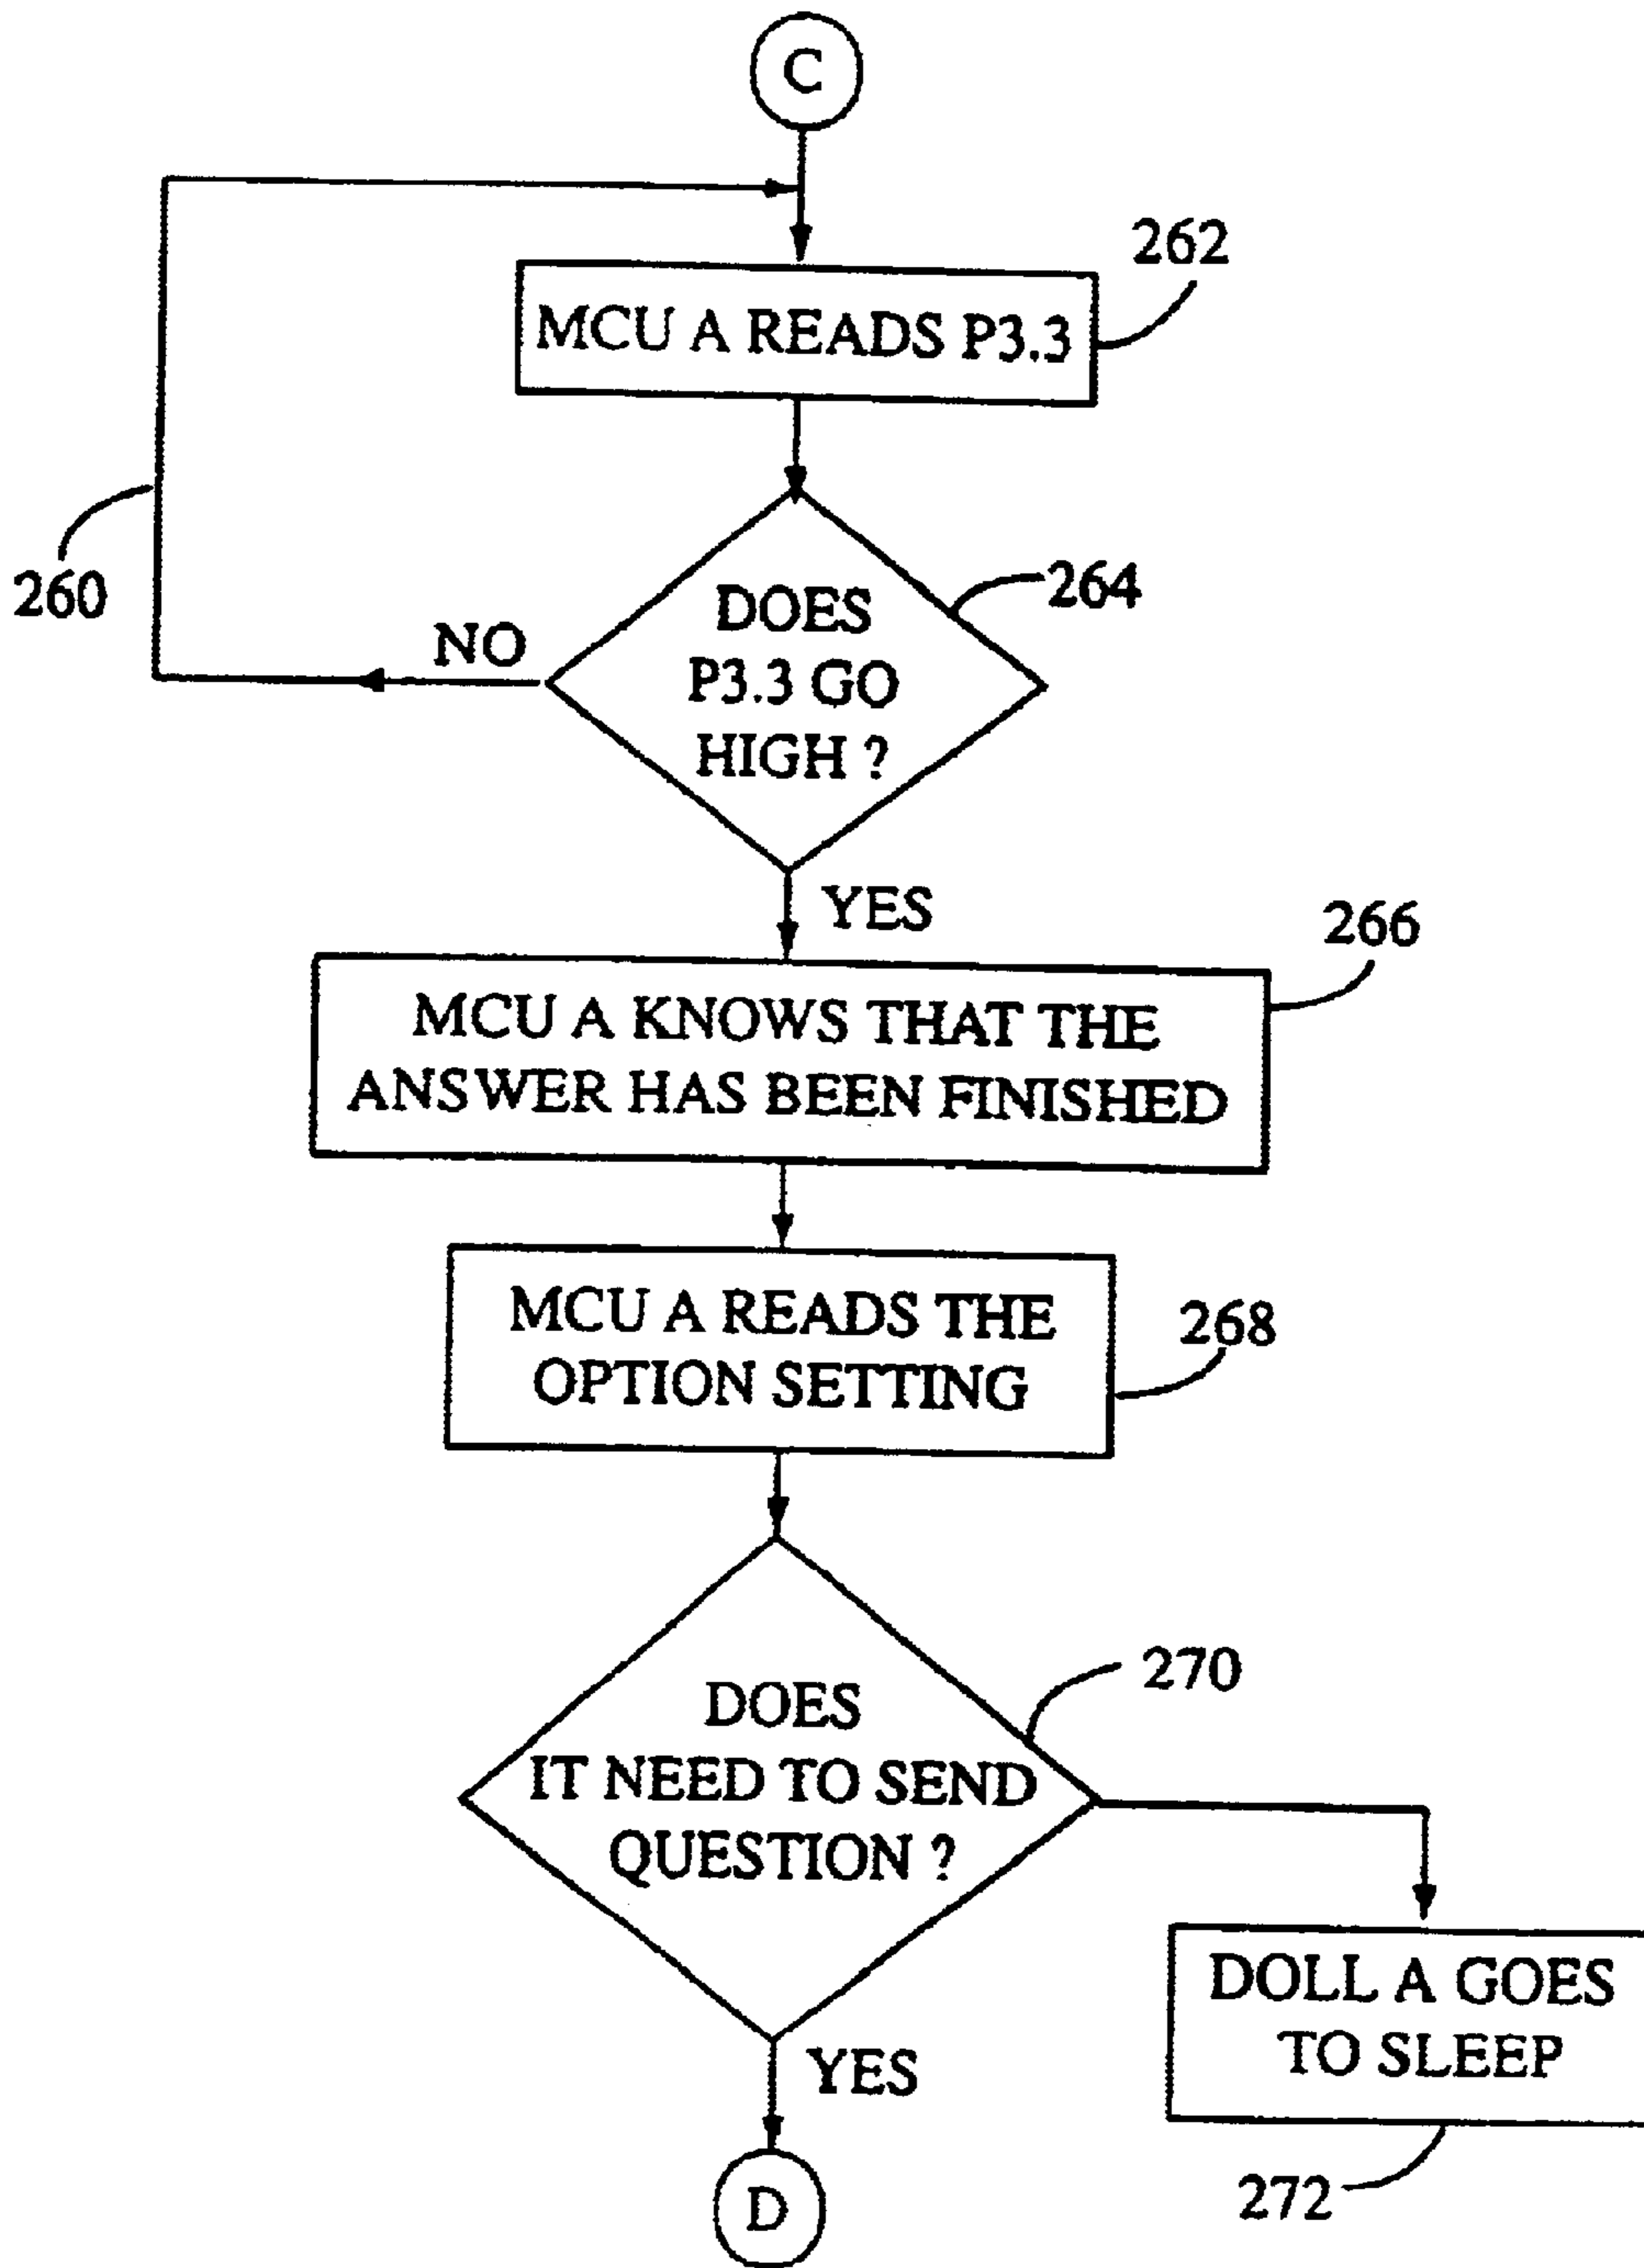 C
262
MCU A READS P3.3
260
264
DOES
P3.3 GO
HIGH ?
NO
YES
266
MCU A KNOWS THAT THE
ANSWER HAS BEEN FINISHED
MCU A READS THE
OPTION SETTING
268
270
DOES
IT NEED TO SEND
QUESTION ?
DOLL A GOES
TO SLEEP
YES
272
D